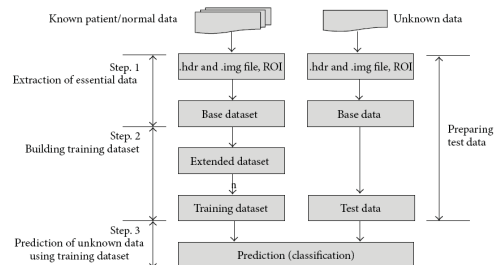 Known patient/normal data
Unknown data
Step. 1
Extraction of essential data
.hdr and .img file, ROI
.hdr and .img file, ROI
Base dataset
Base data
Step. 2
Building training dataset
Extended dataset
n
Preparing
test data
Training dataset
Test data
Step. 3
Prediction of unknown data
using training dataset
Prediction (classification)